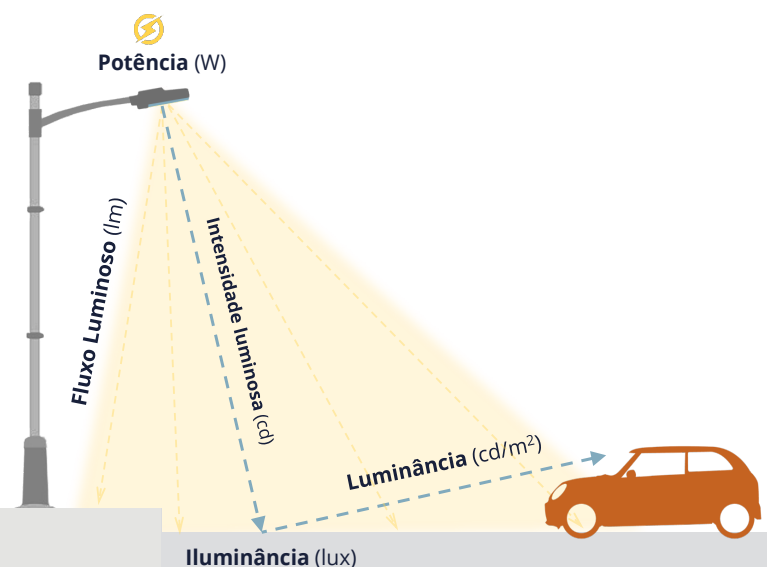 Potência (W)
Fluxo Luminoso (lm)
Intensidade luminosa (cd)
Luminância (cd/m²)
Iluminância (lux)